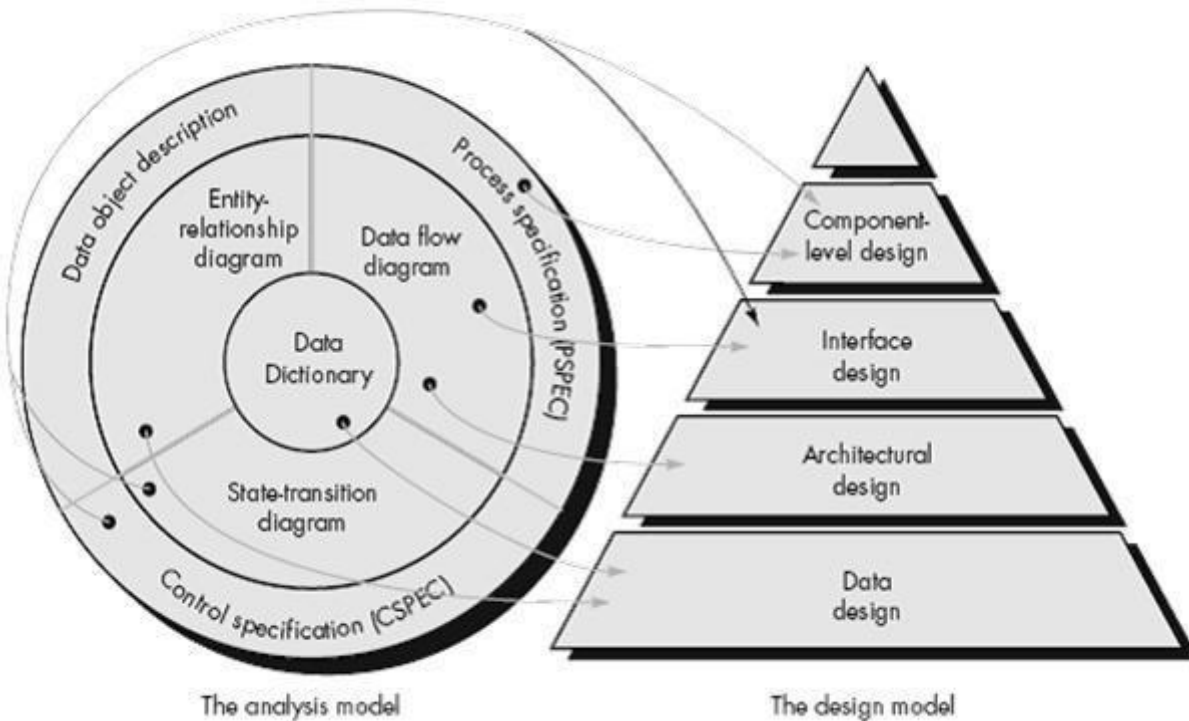 Data object description
Process specification (PSPEC)
Entity-
relationship
diagram
Data flow
diagram
Data
Dictionary
State-transition
diagram
Control specification (CSPEC)
Component-
level design
Interface
design
Architectural
design
Data
design
The analysis model
The design model